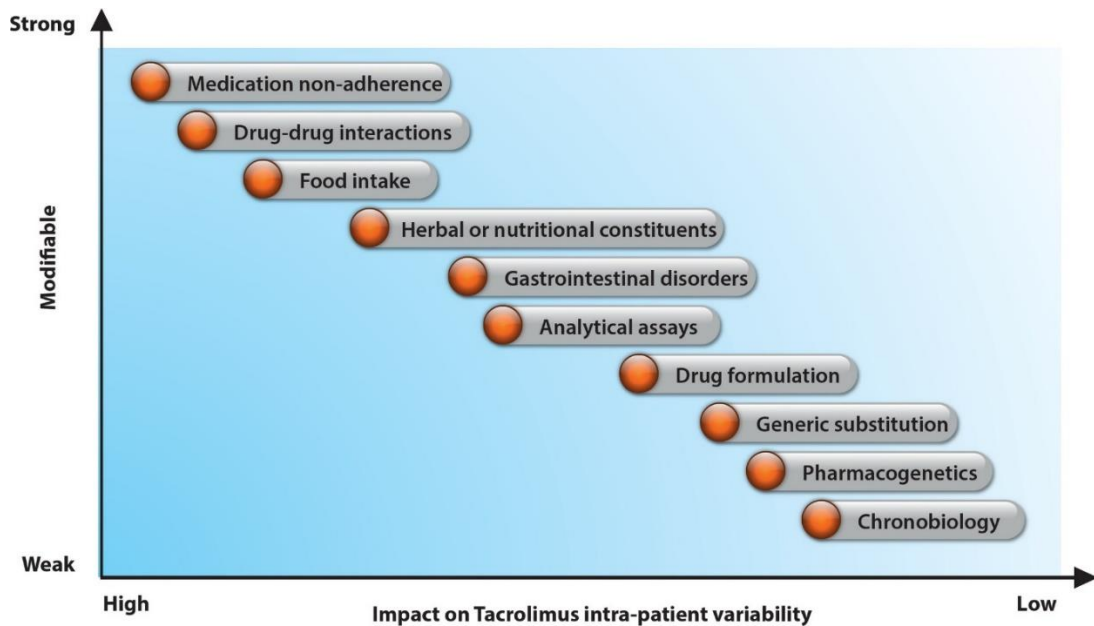 Strong
Medication non-adherence
Drug-drug interactions
Food intake
Herbal or nutritional constituents
Modifiable
Gastrointestinal disorders
Analytical assays
Drug formulation
Generic substitution
Pharmacogenetics
Chronobiology
Weak
High
Impact on Tacrolimus intra-patient variability
Low